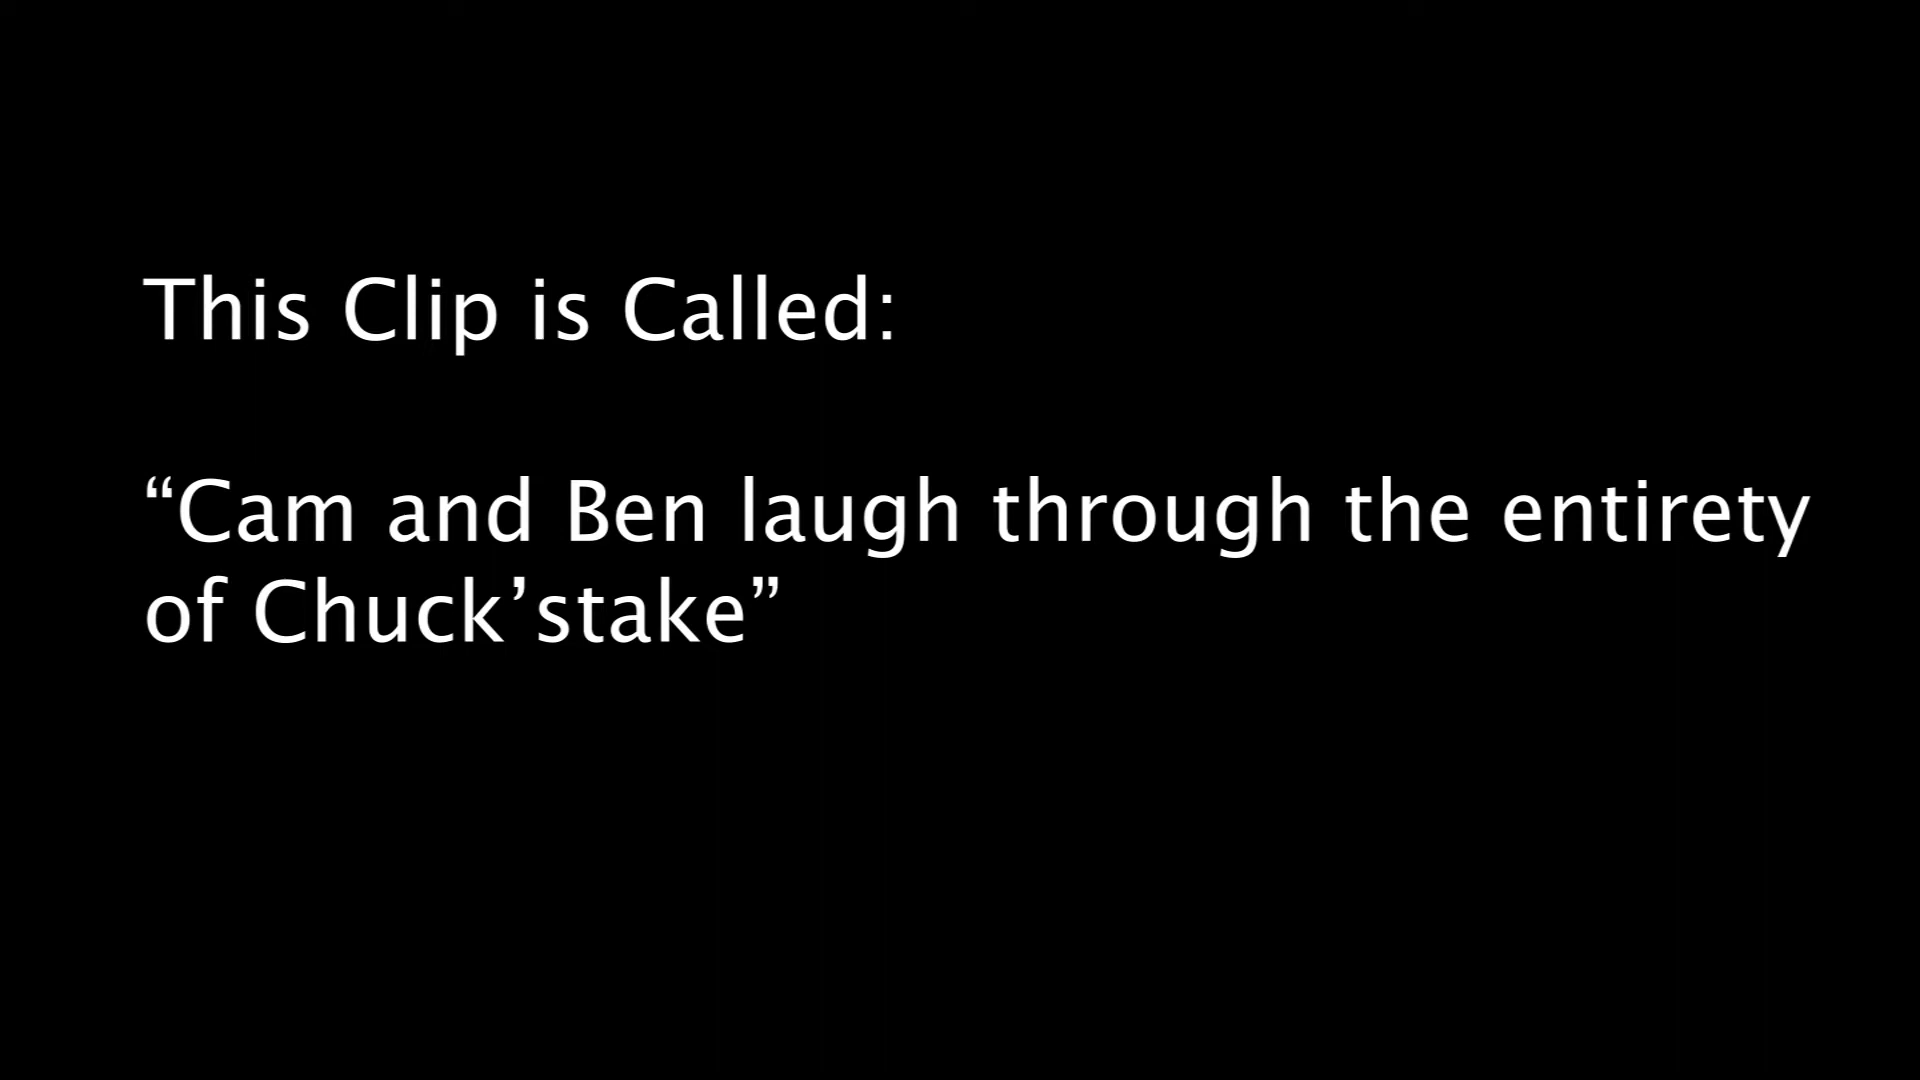 This Clip is Called:
“Cam and Ben laugh through the entirety
of Chuck’stake”